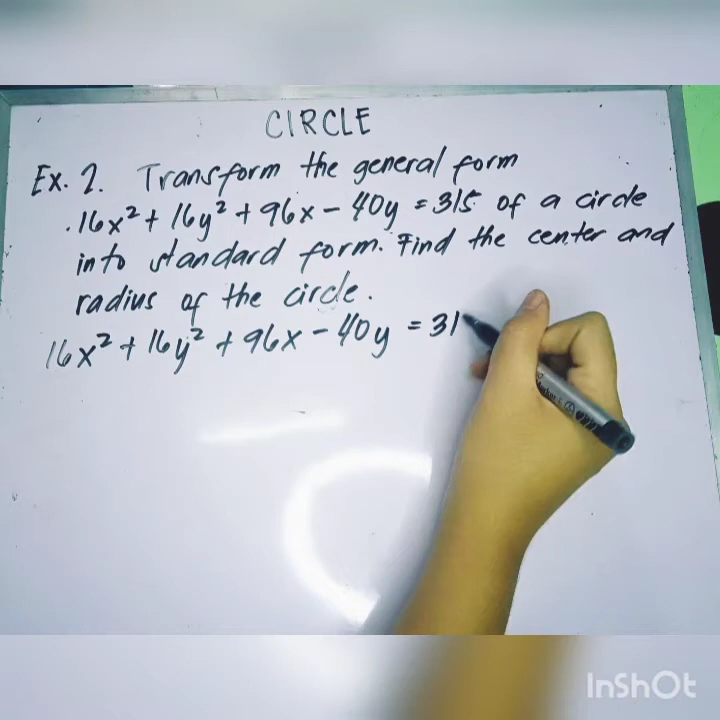 CIRCLE
Ex. 2. Transform the general form
16x² + 16y² + 96x - 40y = 315 of a circle
into standard form. Find the center and
radius of the circle.
16x² + 16y² + 96x - 40y = 31
InShOt